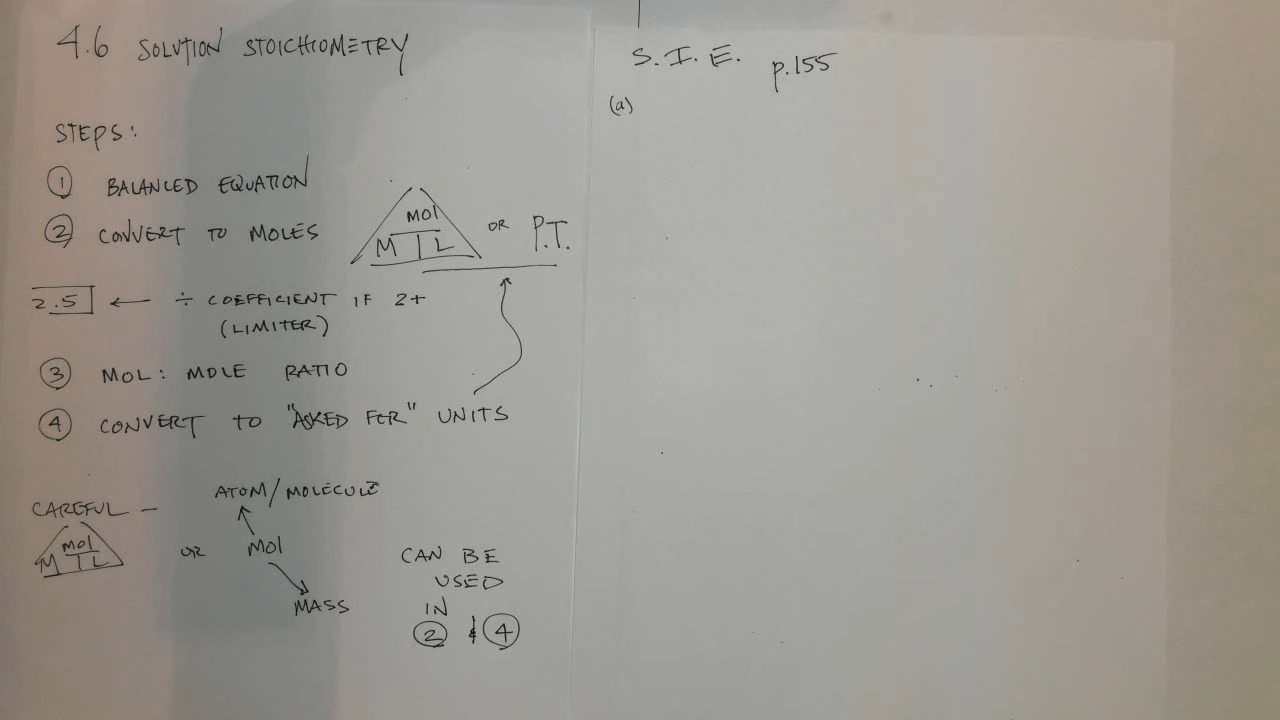 4.6 SOLUTION STOICHIOMETRY
STEPS:
① BALANCED EQUATION
② CONVERT TO MOLES
mol
M L
OR P.T.
2.5 ← ÷ COEFFICIENT IF 2+
(LIMITER)
③ MOL: MOLE RATIO
④ CONVERT TO "ASKED FOR" UNITS
CAREFUL -
mol
M L
OR
ATOM/MOLECULE
mol
MASS
CAN BE
USED
IN
② & ④
S.I.E. p.155
(a)